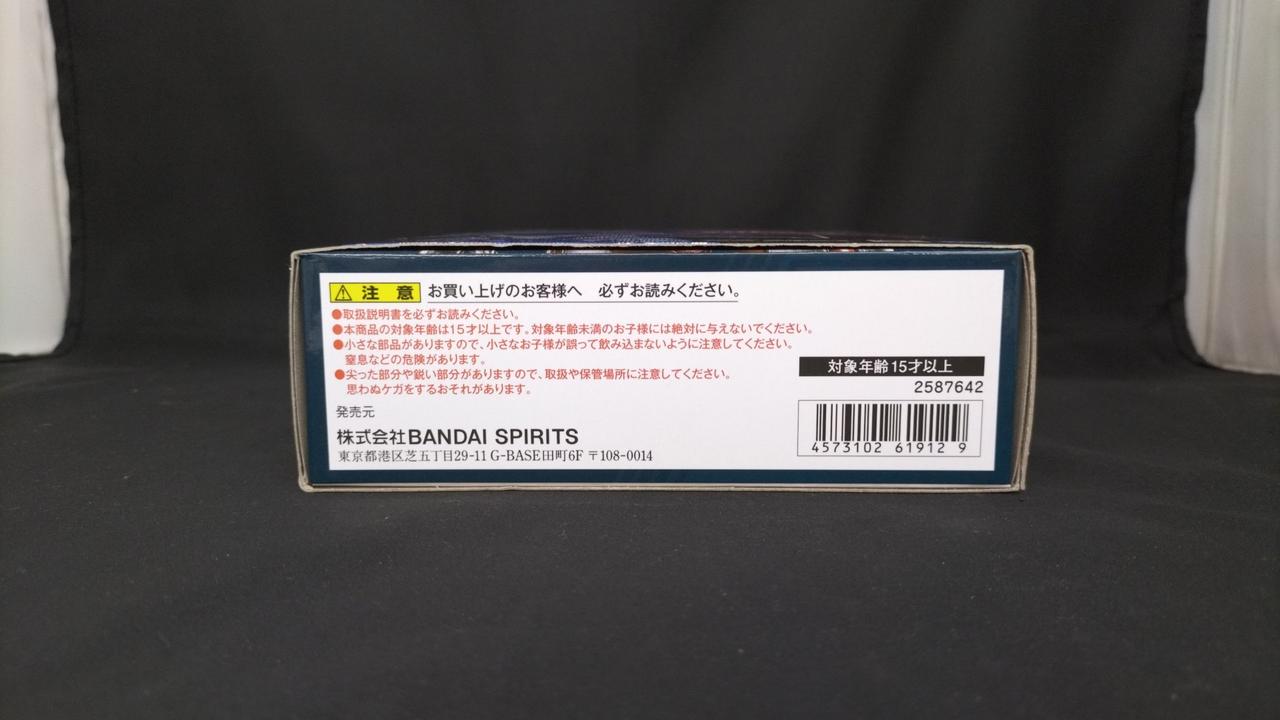 ⚠ 注 意 お買い上げのお客様へ 必ずお読みください。
●取扱説明書を必ずお読みください。
●本商品の対象年齢は15才以上です。対象年齢未満のお子様には絶対に与えないでください。
●小さな部品がありますので、小さなお子様が誤って飲み込まないように注意してください。
窒息などの危険があります。
●尖った部分や鋭い部分がありますので、取扱や保管場所に注意してください。
思わぬケガをするおそれがあります。
発売元
株式会社BANDAI SPIRITS
東京都港区芝五丁目29-11 G-BASE田町6F 〒108-0014
対象年齢15才以上
2587642
4573102 61912 9